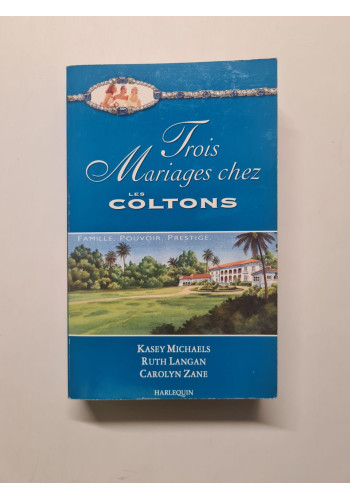 Trois
Mariages chez
LES
COLTONS
FAMILLE. POUVOIR. PRESTIGE.
KASEY MICHAELS
RUTH LANGAN
CAROLYN ZANE
HARLEQUIN